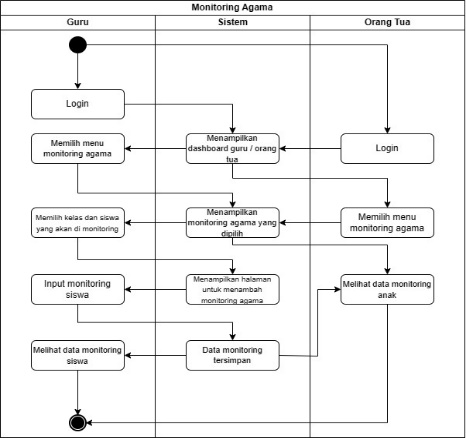 Monitoring Agama
Guru
Sistem
Orang Tua
Login
Menampilkan
dashboard guru / orang
tua
Memilih menu
monitoring agama
Login
Menampilkan
monitoring agama yang
dipilih
Memilih kelas dan siswa
yang akan di monitoring
Memilih menu
monitoring agama
Menampilkan halaman
untuk menambah
monitoring agama
Input monitoring
siswa
Melihat data monitoring
anak
Melihat data monitoring
siswa
Data monitoring
tersimpan